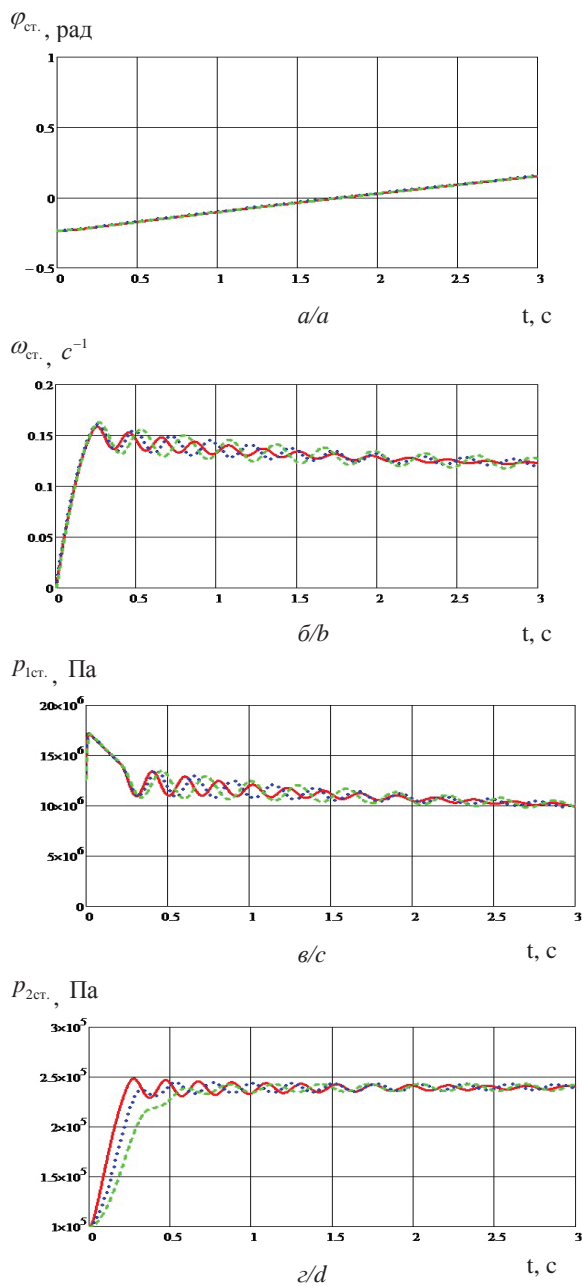 φст. , рад
1
0.5
0
−0.5
0 0.5 1 1.5 2 2.5 3
а/a t, с
ωст. , с⁻¹
0.2
0.15
0.1
0.05
0
0 0.5 1 1.5 2 2.5 3
б/b t, с
p1ст. , Па
20×10⁶
15×10⁶
10×10⁶
5×10⁶
0
0 0.5 1 1.5 2 2.5 3
в/c t, с
p2ст. , Па
3×10⁵
2.5×10⁵
2×10⁵
1.5×10⁵
1×10⁵
0 0.5 1 1.5 2 2.5 3
г/d t, с